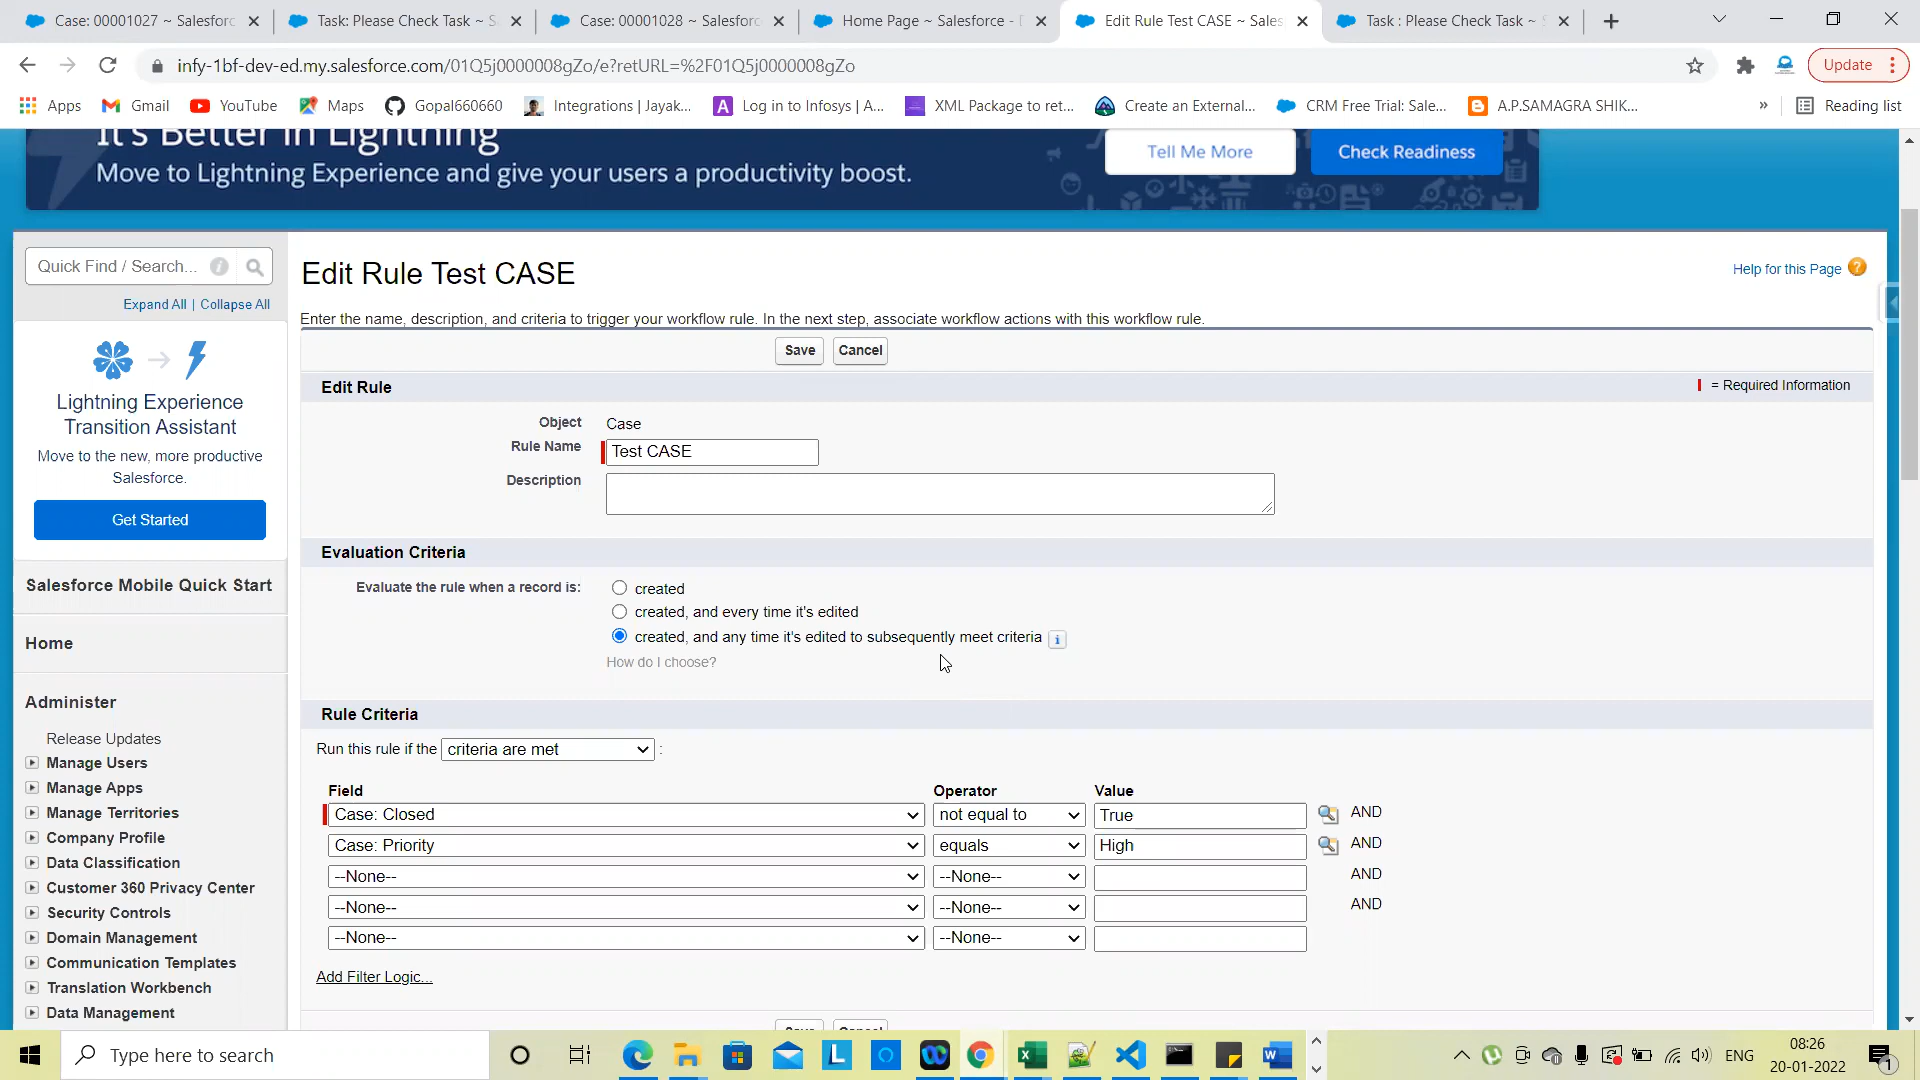 Case: 00001027 ~ Salesforc
Task: Please Check Task ~ S
Case: 00001028 ~ Salesforc
Home Page ~ Salesforce -
Edit Rule Test CASE ~ Sales
Task : Please Check Task ~
infy-1bf-dev-ed.my.salesforce.com/01Q5j0000008gZo/e?retURL=%2F01Q5j0000008gZo
Update
Apps
Gmail
YouTube
Maps
Gopal660660
Integrations | Jayak...
Log in to Infosys | A...
XML Package to ret...
Create an External...
CRM Free Trial: Sale...
A.P.SAMAGRA SHIK...
»
Reading list
It's Better in Lightning
Move to Lightning Experience and give your users a productivity boost.
Tell Me More
Check Readiness
Quick Find / Search...
Expand All | Collapse All
Lightning Experience
Transition Assistant
Move to the new, more productive
Salesforce.
Get Started
Salesforce Mobile Quick Start
Home
Administer
Release Updates
Manage Users
Manage Apps
Manage Territories
Company Profile
Data Classification
Customer 360 Privacy Center
Security Controls
Domain Management
Communication Templates
Translation Workbench
Data Management
Edit Rule Test CASE
Help for this Page
Enter the name, description, and criteria to trigger your workflow rule. In the next step, associate workflow actions with this workflow rule.
Save
Cancel
Edit Rule
= Required Information
Object Case
Rule Name Test CASE
Description
Evaluation Criteria
Evaluate the rule when a record is:
created
created, and every time it's edited
created, and any time it's edited to subsequently meet criteria
How do I choose?
Rule Criteria
Run this rule if the criteria are met :
Field Operator Value
Case: Closed not equal to True AND
Case: Priority equals High AND
--None-- --None-- AND
--None-- --None-- AND
--None-- --None--
Add Filter Logic...
Save
Cancel
Type here to search
ENG
08:26
20-01-2022
1